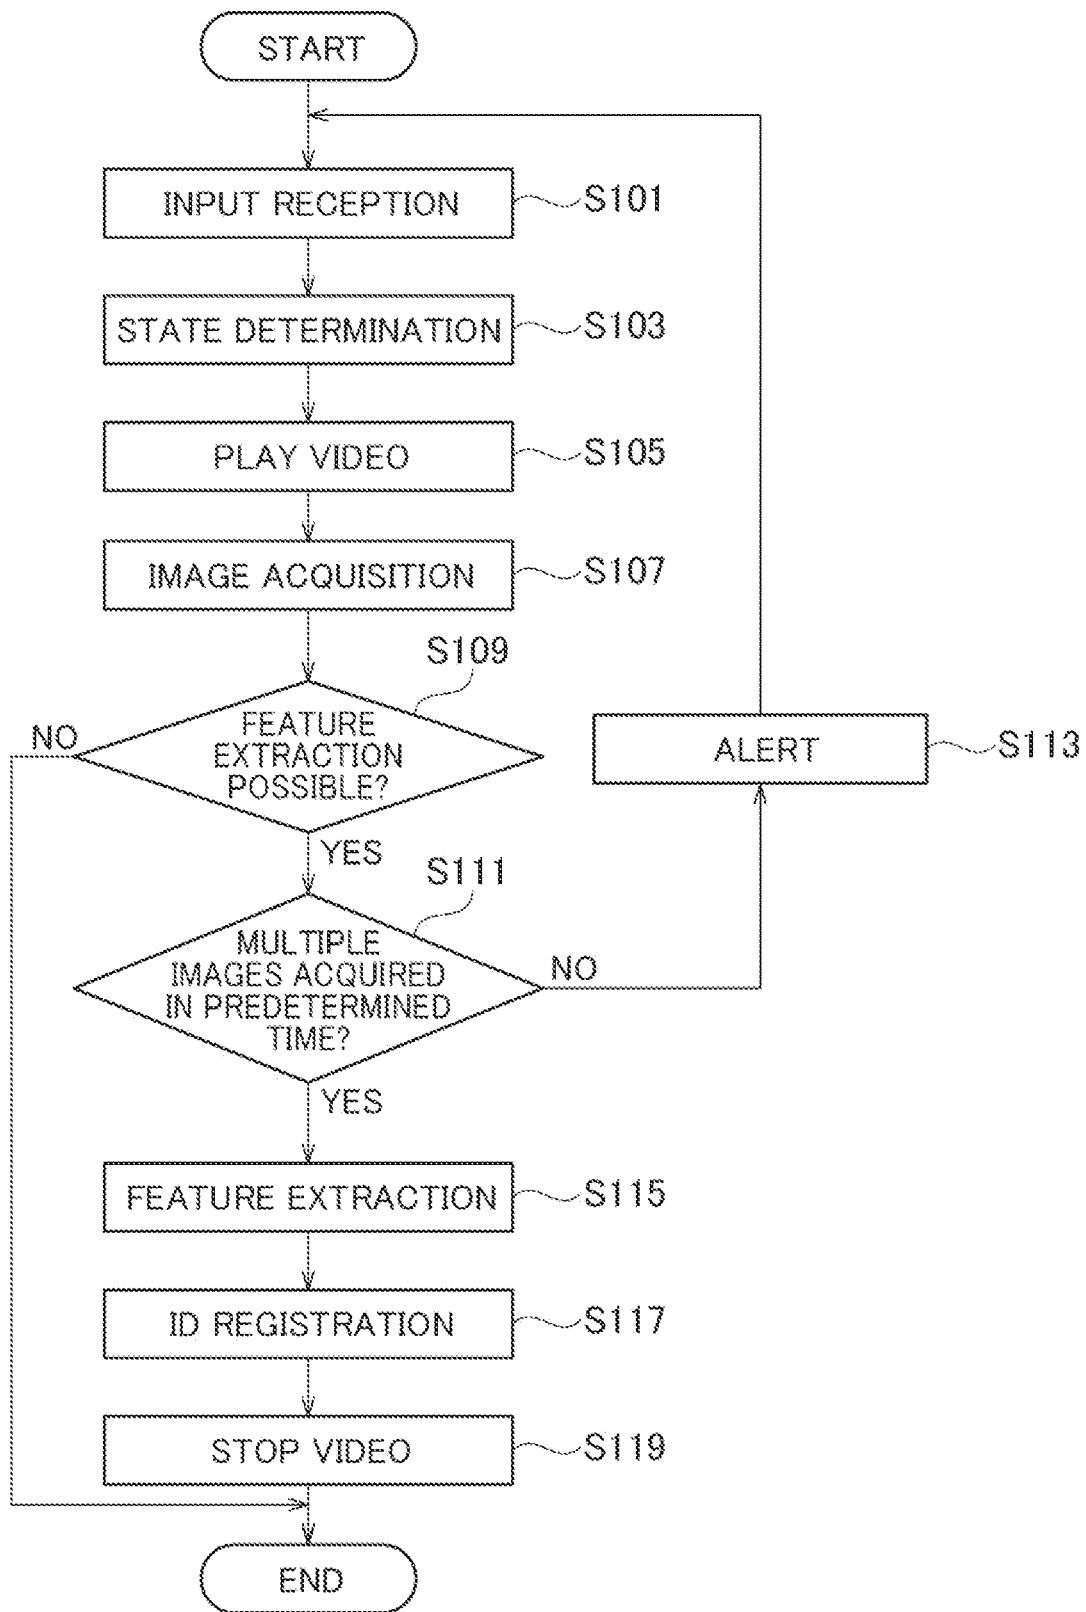 START
INPUT RECEPTION
S101
STATE DETERMINATION
S103
PLAY VIDEO
S105
IMAGE ACQUISITION
S107
S109
FEATURE
EXTRACTION
POSSIBLE?
NO
YES
ALERT
S113
S111
MULTIPLE
IMAGES ACQUIRED
IN PREDETERMINED
TIME?
NO
YES
FEATURE EXTRACTION
S115
ID REGISTRATION
S117
STOP VIDEO
S119
END